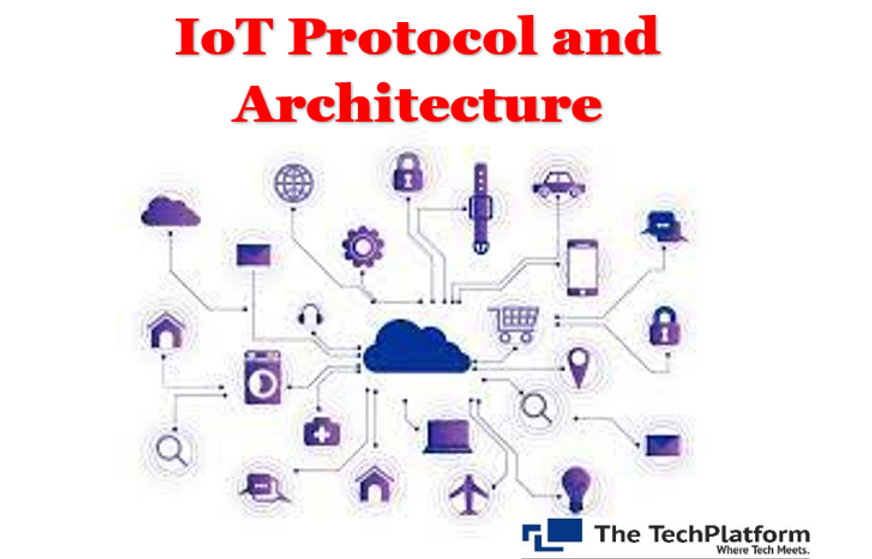 IoT Protocol and
Architecture
The TechPlatform
Where Tech Meets.